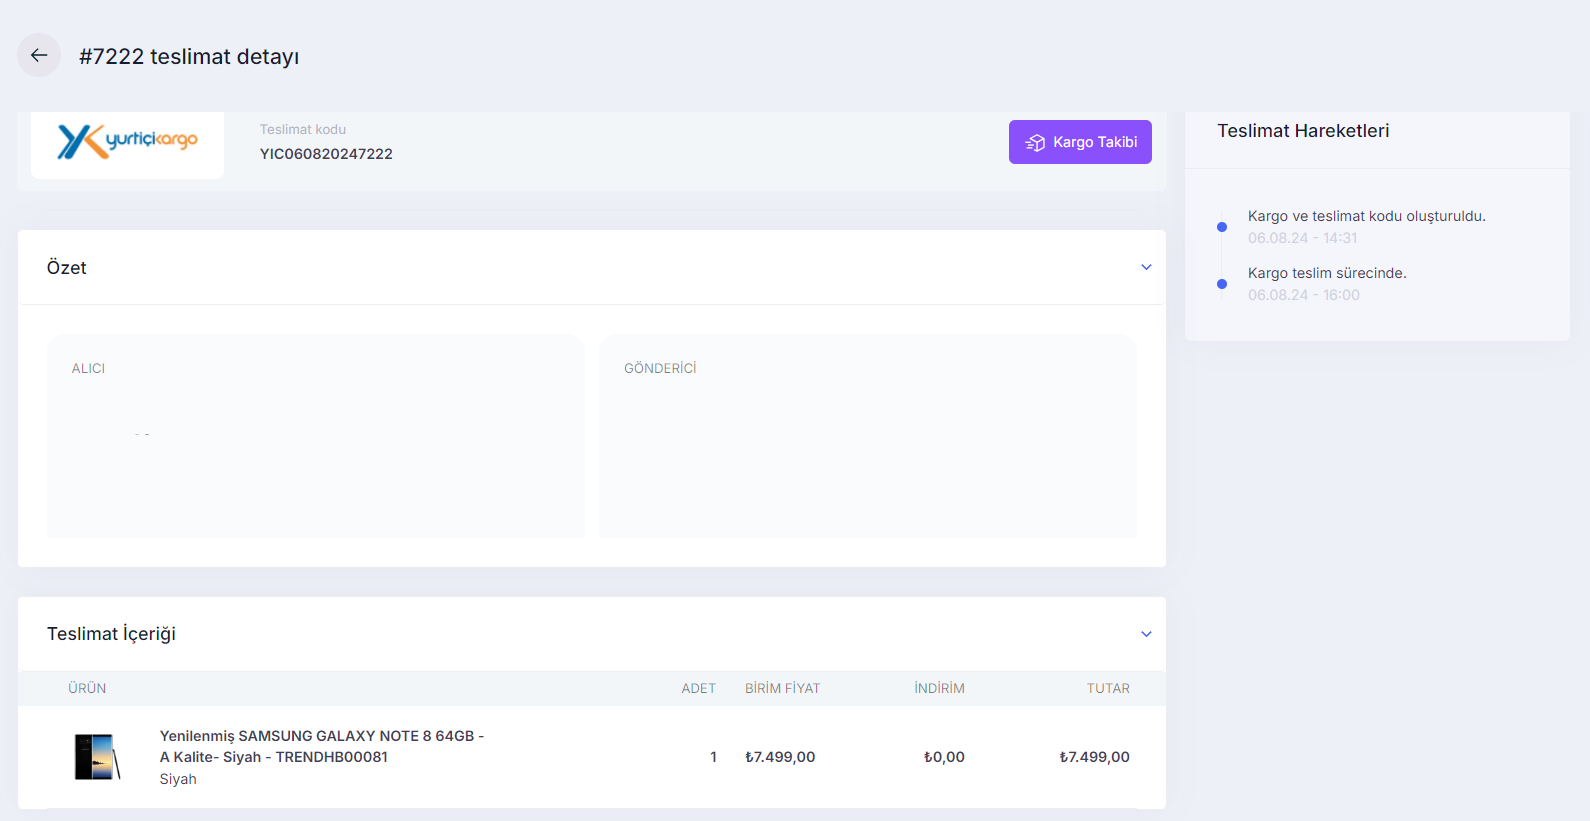 #7222 teslimat detayı
yurtiçikargo
Teslimat kodu
YIC060820247222
Kargo Takibi
Teslimat Hareketleri
Kargo ve teslimat kodu oluşturuldu.
06.08.24 - 14:31
Kargo teslim sürecinde.
06.08.24 - 16:00
Özet
ALICI
GÖNDERİCİ
Teslimat İçeriği
ÜRÜN ADET BİRİM FİYAT İNDİRİM TUTAR
Yenilenmiş SAMSUNG GALAXY NOTE 8 64GB -
A Kalite- Siyah - TRENDHB00081
Siyah
1 ₺7.499,00 ₺0,00 ₺7.499,00